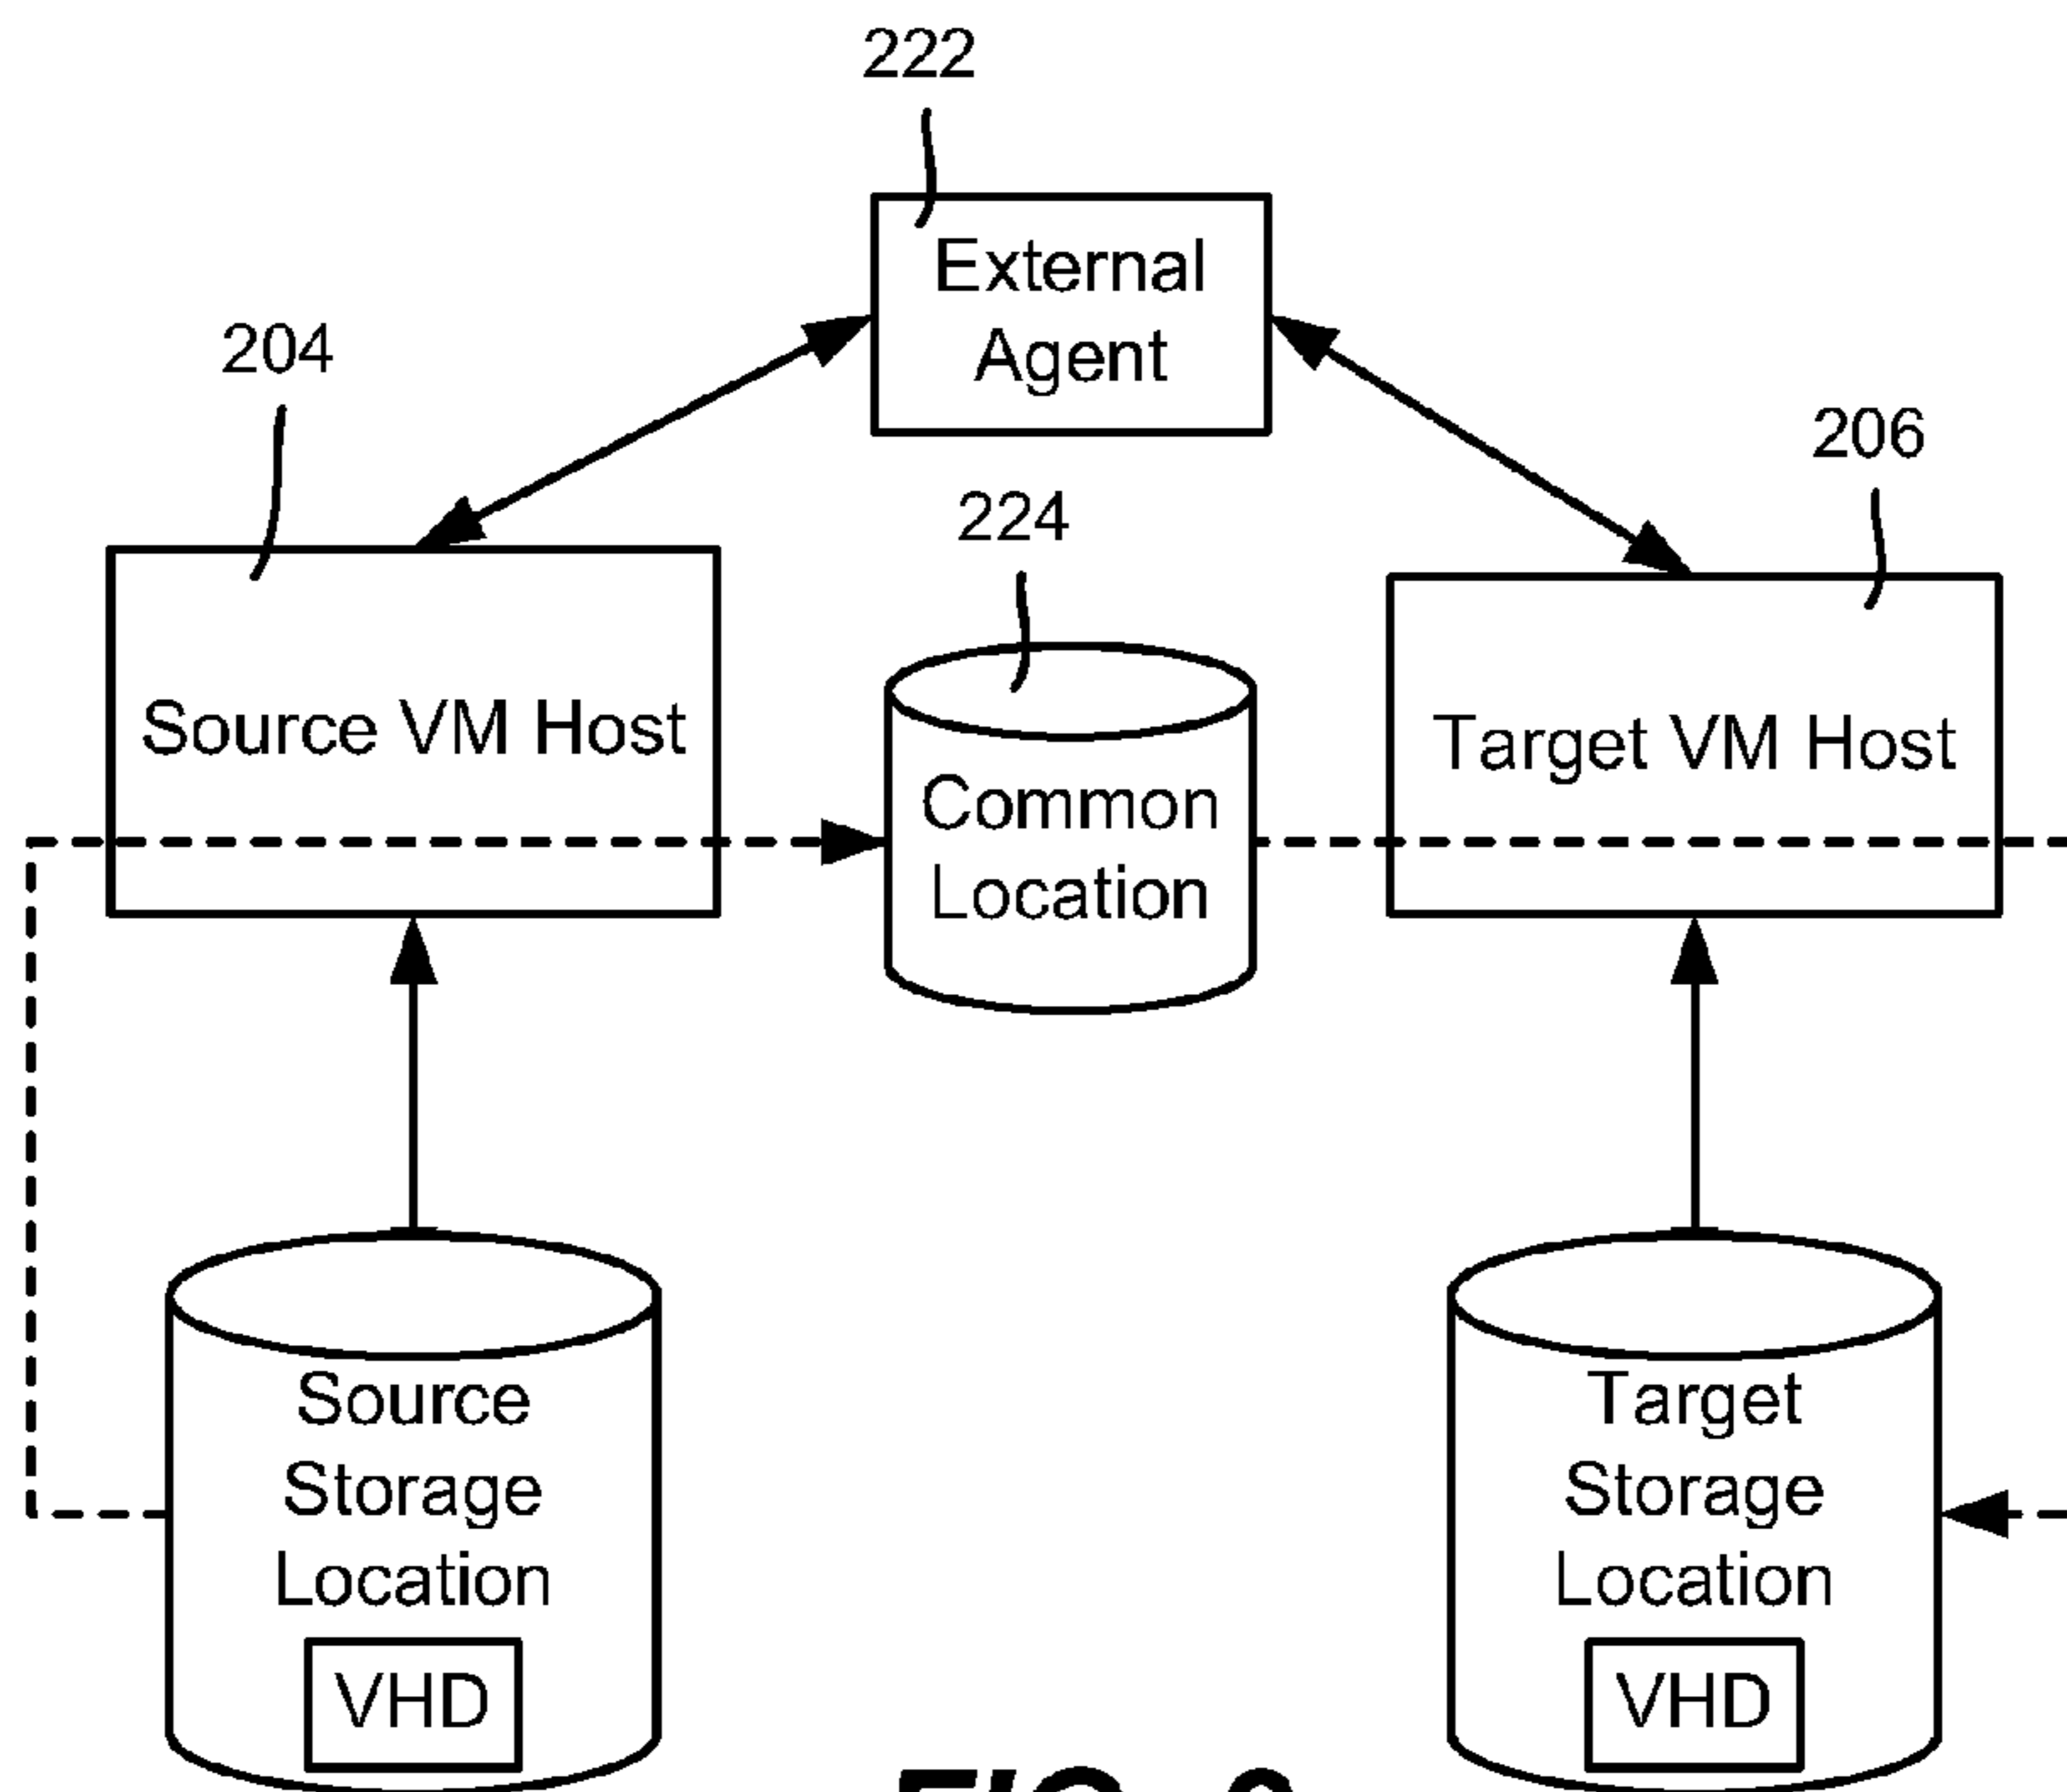 222
External
Agent
204
206
224
Source VM Host
Target VM Host
Common
Location
Source
Storage
Location
VHD
Target
Storage
Location
VHD